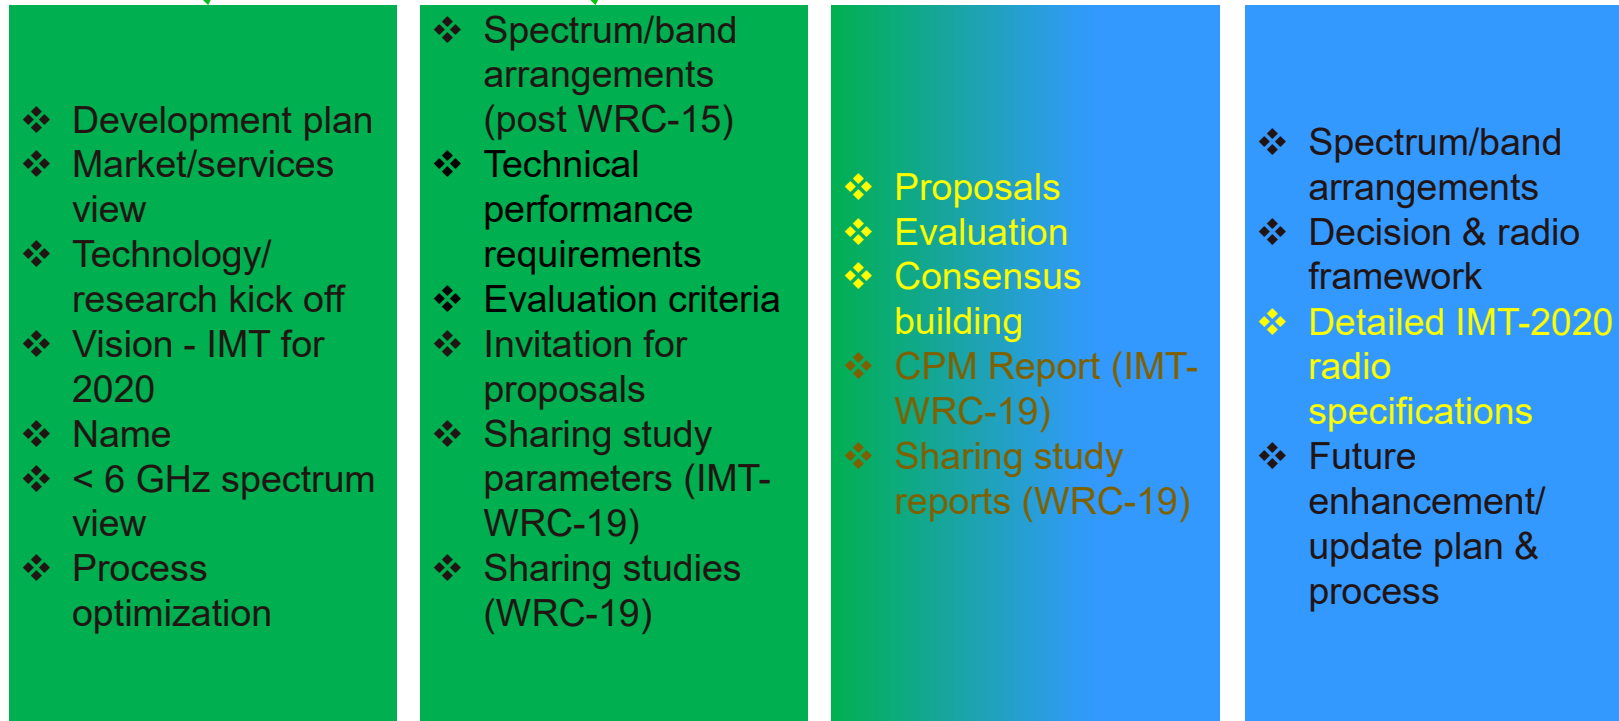 ❖ Development plan
❖ Market/services
view
❖ Technology/
research kick off
❖ Vision - IMT for
2020
❖ Name
❖ < 6 GHz spectrum
view
❖ Process
optimization
❖ Spectrum/band
arrangements
(post WRC-15)
❖ Technical
performance
requirements
❖ Evaluation criteria
❖ Invitation for
proposals
❖ Sharing study
parameters (IMT-
WRC-19)
❖ Sharing studies
(WRC-19)
❖ Proposals
❖ Evaluation
❖ Consensus
building
❖ CPM Report (IMT-
WRC-19)
❖ Sharing study
reports (WRC-19)
❖ Spectrum/band
arrangements
❖ Decision & radio
framework
❖ Detailed IMT-2020
radio
specifications
❖ Future
enhancement/
update plan &
process